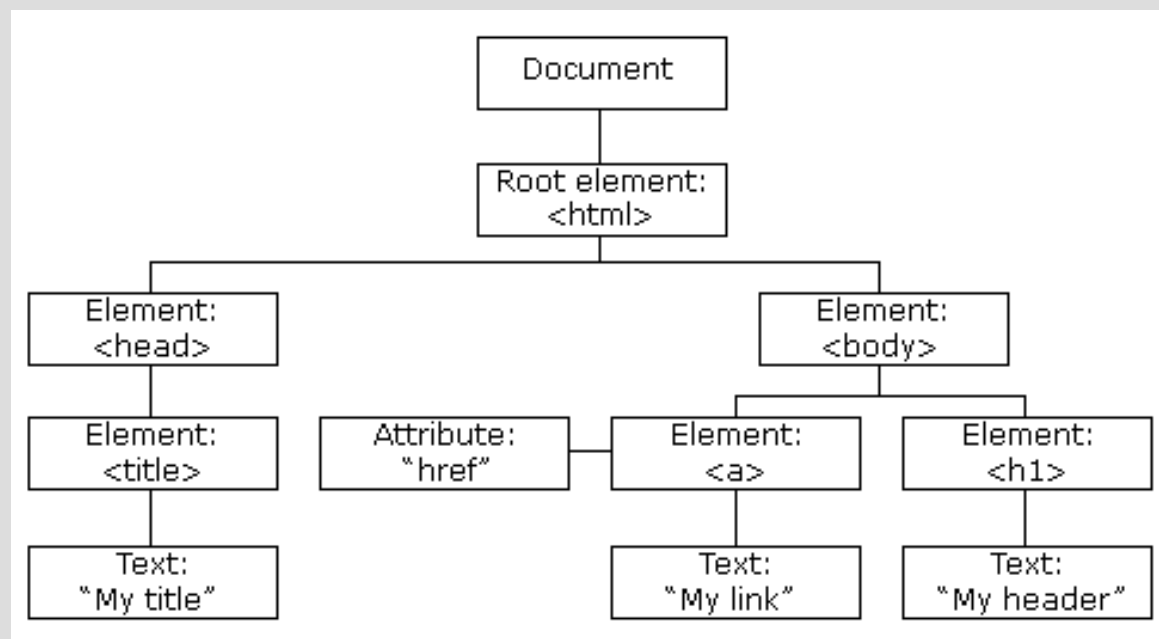 Document
Root element:
<html>
Element:
<head>
Element:
<body>
Element:
<title>
Attribute:
“href”
Element:
<a>
Element:
<h1>
Text:
“My title”
Text:
“My link”
Text:
“My header”